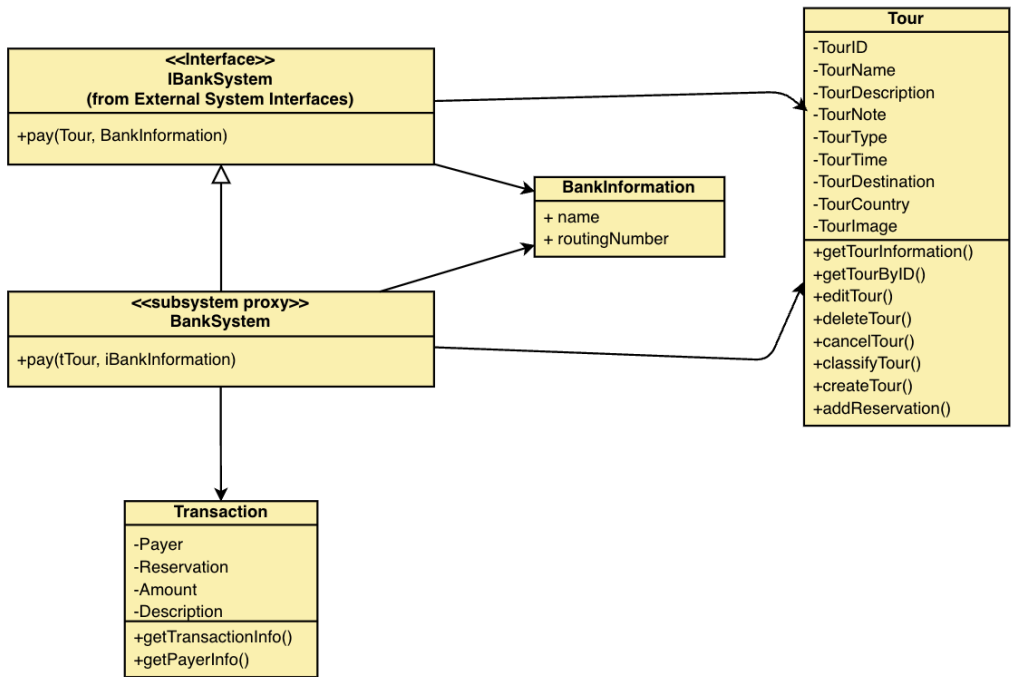 <<Interface>>
IBankSystem
(from External System Interfaces)
+pay(Tour, BankInformation)
BankInformation
+ name
+ routingNumber
Tour
-TourID
-TourName
-TourDescription
-TourNote
-TourType
-TourTime
-TourDestination
-TourCountry
-TourImage
+getTourInformation()
+getTourByID()
+editTour()
+deleteTour()
+cancelTour()
+classifyTour()
+createTour()
+addReservation()
<<subsystem proxy>>
BankSystem
+pay(tTour, iBankInformation)
Transaction
-Payer
-Reservation
-Amount
-Description
+getTransactionInfo()
+getPayerInfo()